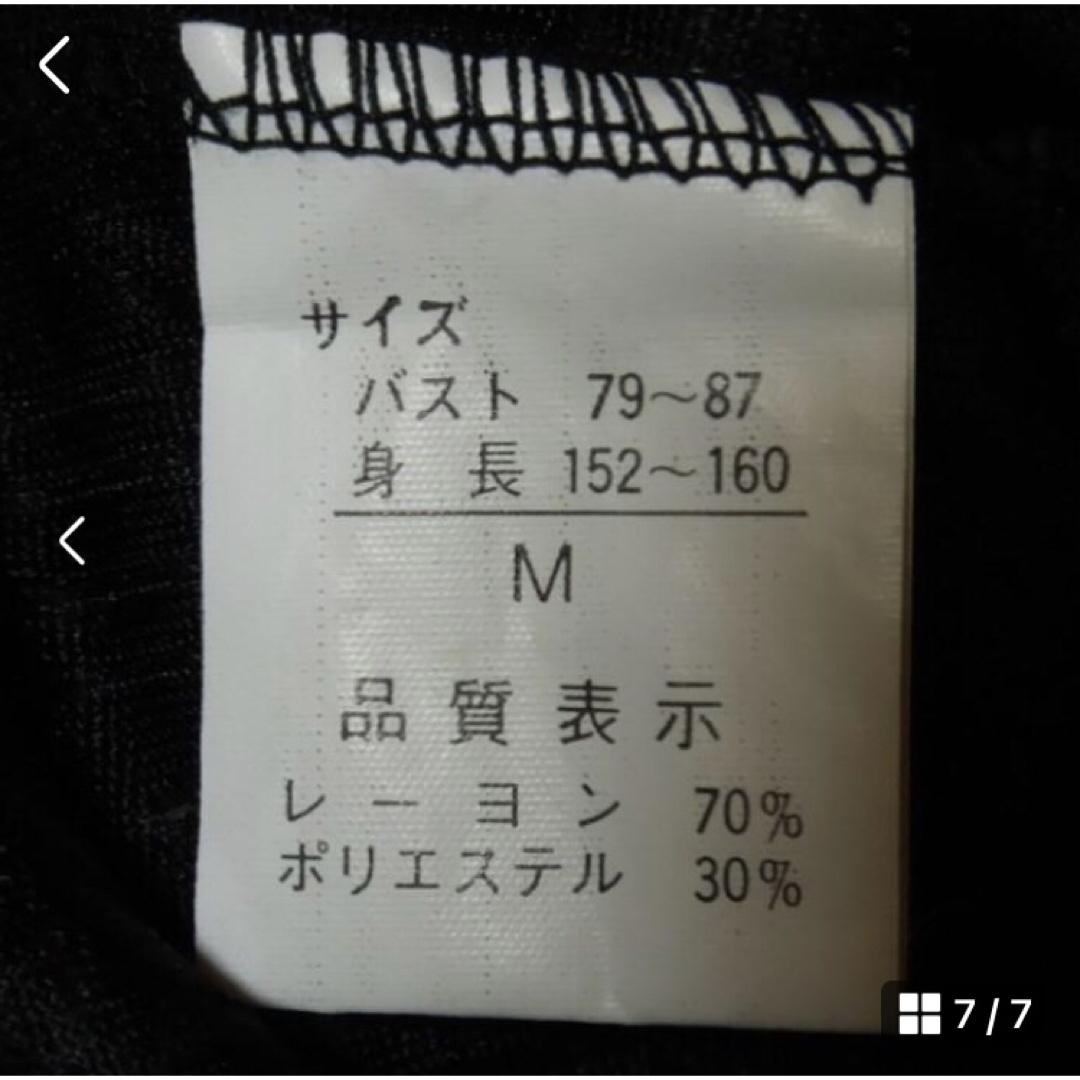 サイズ
バスト 79～87
身 長 152～160
M
品 質 表 示
レ ー ヨ ン 70%
ポリエステル 30%
7 / 7